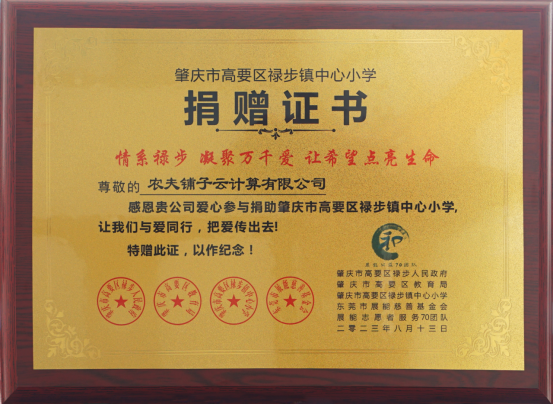 肇庆市高要区禄步镇中心小学
捐赠证书
情系禄步 凝聚万千爱 让希望点亮生命
尊敬的 农夫铺子云计算有限公司
感恩贵公司爱心参与捐助肇庆市高要区禄步镇中心小学,
让我们与爱同行，把爱传出去!
特赠此证，以作纪念！
和
肇庆市高要区禄步人民政府
肇庆市高要区教育局
肇庆市高要区禄步镇中心小学
东莞市展能慈善基金会
展能志愿者服务70团队
二零二三年八月十三日